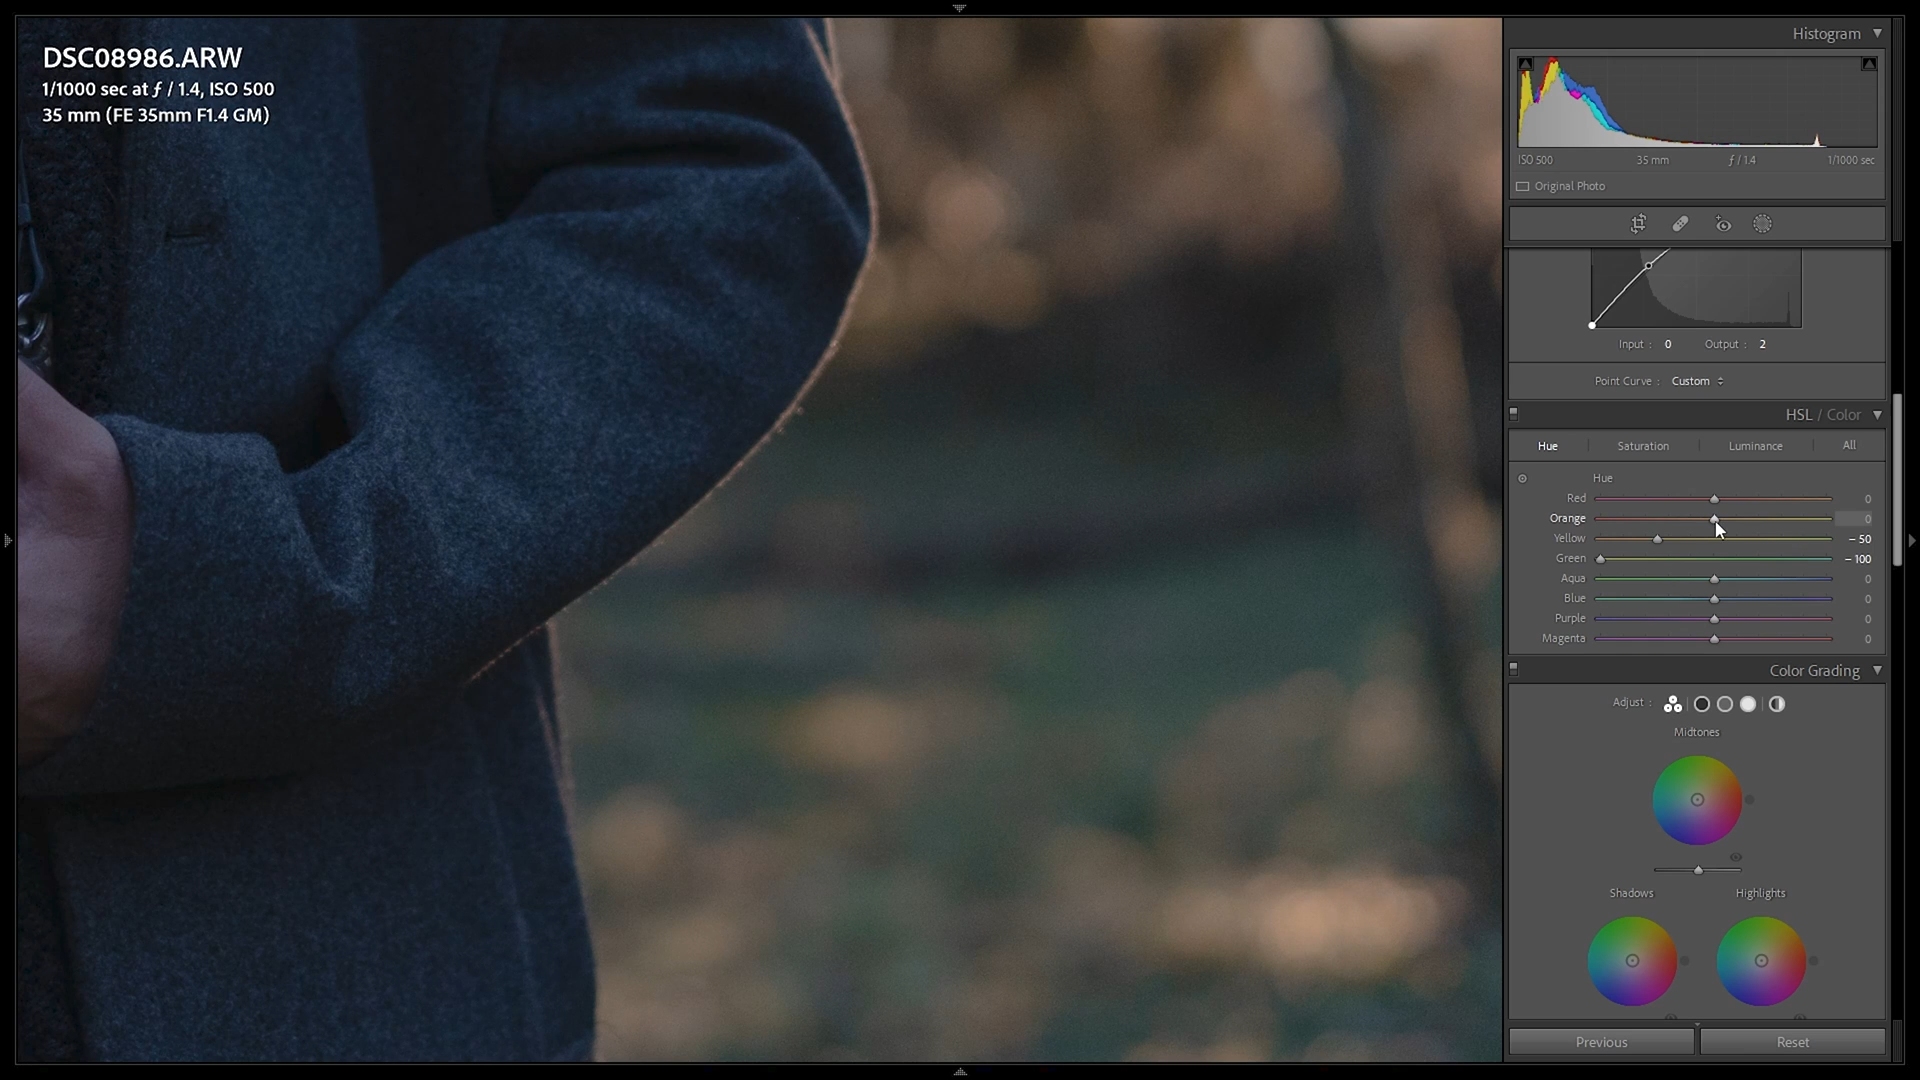 DSC08986.ARW
1/1000 sec at ƒ / 1.4, ISO 500
35 mm (FE 35mm F1.4 GM)
Histogram
ISO 500 35 mm ƒ / 1.4 1/1000 sec
Original Photo
Input : 0 Output : 2
Point Curve : Custom
HSL / Color
Hue Saturation Luminance All
Hue
Red 0
Orange 0
Yellow – 50
Green – 100
Aqua 0
Blue 0
Purple 0
Magenta 0
Color Grading
Adjust :
Midtones
Shadows Highlights
Previous Reset